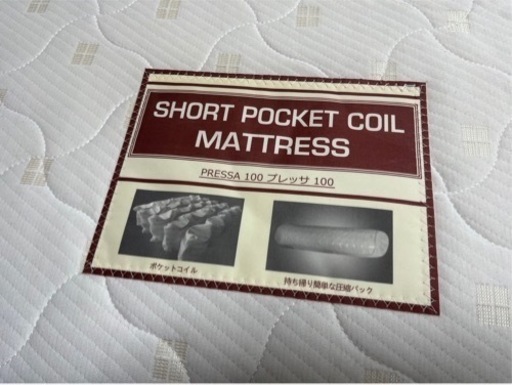 SHORT POCKET COIL
MATTRESS
PRESSA 100 プレッサ 100
ポケットコイル
持ち帰り簡単な圧縮パック